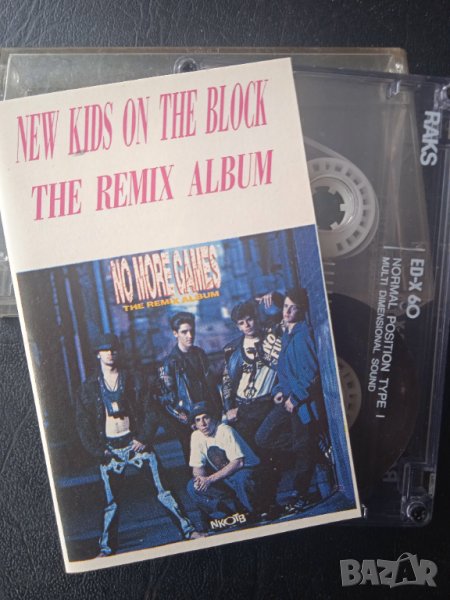 NEW KIDS ON THE BLOCK
THE REMIX ALBUM
NO MORE GAMES
THE REMIX ALBUM
NKOTB
RAKS
ED-X 60
NORMAL POSITION TYPE I
MULTI DIMENSIONAL SOUND
BAZAR